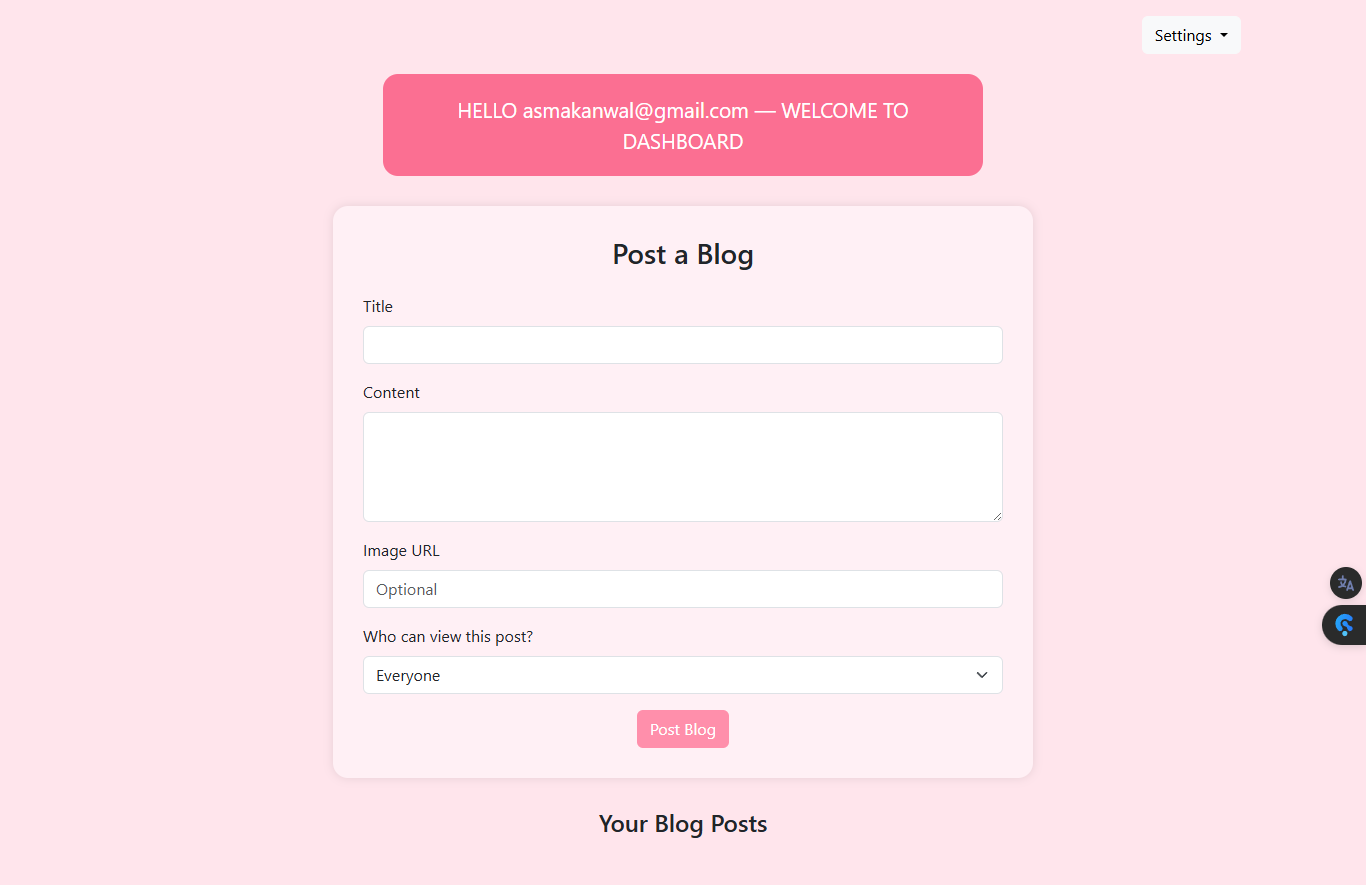 Settings
HELLO asmakanwal@gmail.com — WELCOME TO
DASHBOARD
Post a Blog
Title
Content
Image URL
Optional
Who can view this post?
Everyone
Post Blog
Your Blog Posts